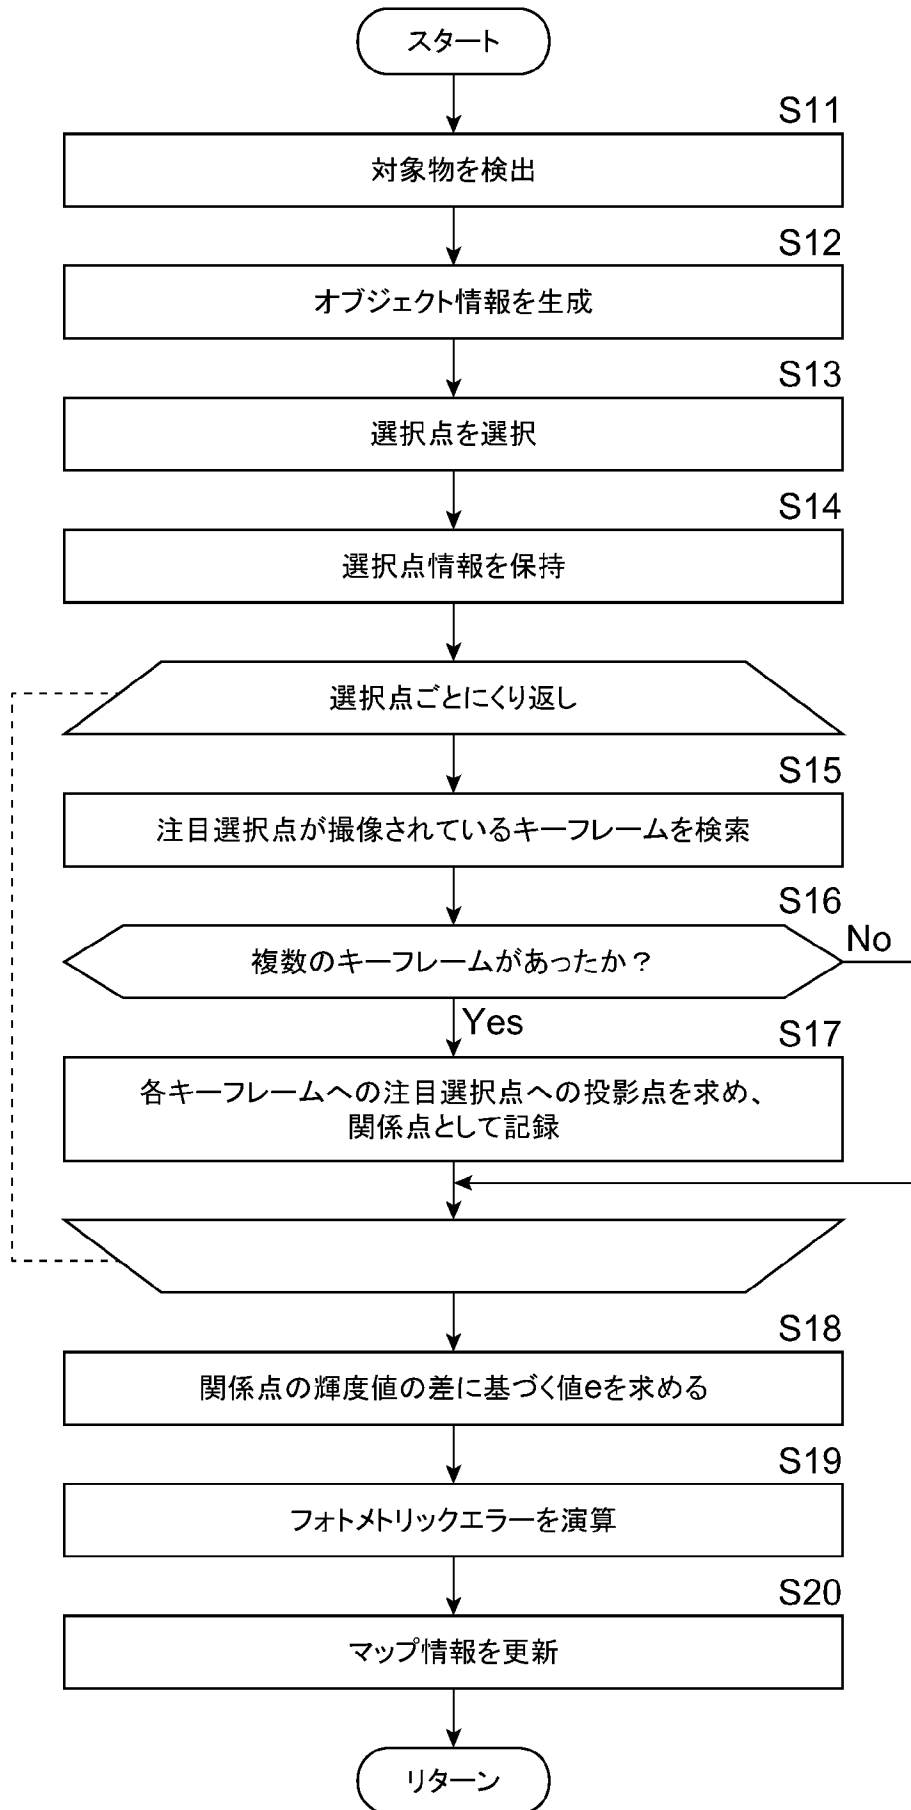 スタート
S11
対象物を検出
S12
オブジェクト情報を生成
S13
選択点を選択
S14
選択点情報を保持
選択点ごとにくり返し
S15
注目選択点が撮像されているキーフレームを検索
S16
複数のキーフレームがあったか？
No
Yes
S17
各キーフレームへの注目選択点への投影点を求め、
関係点として記録
S18
関係点の輝度値の差に基づく値eを求める
S19
フォトメトリックエラーを演算
S20
マップ情報を更新
リターン